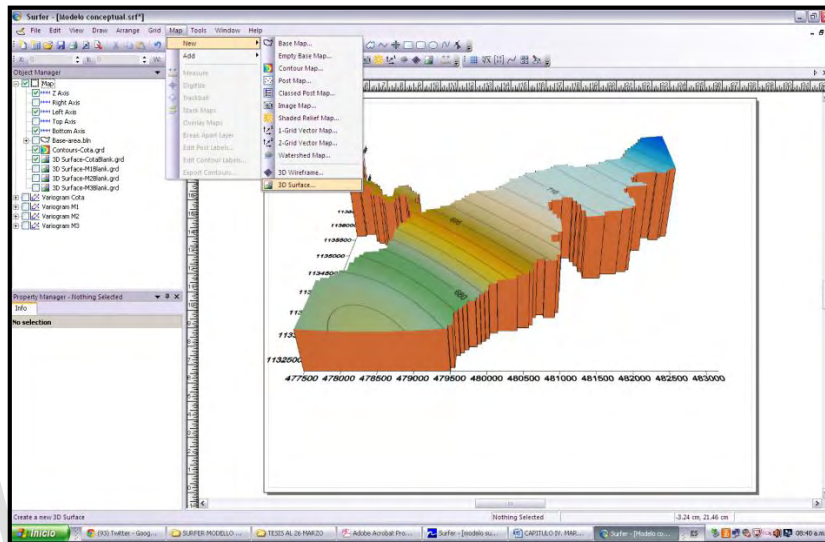 Surfer - [Modelo conceptual.srf*]
File Edit View Draw Arrange Grid Map Tools Window Help
New
Add
Measure
Digitize
Trackball
Stack Maps
Overlay Maps
Break Apart Layer
Edit Post Labels...
Edit Contour Labels...
Export Contours...
Base Map...
Empty Base Map...
Contour Map...
Post Map...
Classed Post Map...
Image Map...
Shaded Relief Map...
1-Grid Vector Map...
2-Grid Vector Map...
Watershed Map...
3D Wireframe...
3D Surface...
Object Manager
Map
Z Axis
Right Axis
Left Axis
Top Axis
Bottom Axis
Base-area.bln
Contours-Cota.grd
3D Surface-CotaBlank.grd
3D Surface-M1Blank.grd
3D Surface-M2Blank.grd
3D Surface-M3Blank.grd
Variogram Cota
Variogram M1
Variogram M2
Variogram M3
Property Manager - Nothing Selected
Info
No selection
1135500
1135000
1132500
477500 478000 478500 479000 479500 480000 480500 481000 481500 482000 482500 483000
Create a new 3D Surface
Nothing Selected
-3.24 cm, 21.46 cm
Inicio
(93) Twitter - Goog...
SURFER MODELLO ...
TESIS AL 26 MARZO
Adobe Acrobat Pro...
Surfer - [modelo su...
CAPITULO IV. MAR...
Surfer - [Modelo co...
ES
08:40 a.m.